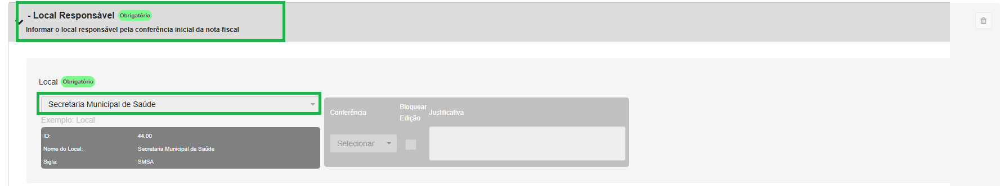 - Local Responsável Obrigatório
Informar o local responsável pela conferência inicial da nota fiscal
Local Obrigatório
Secretaria Municipal de Saúde
Exemplo: Local
ID: 44,00
Nome do Local: Secretaria Municipal de Saúde
Sigla: SMSA
Conferência
Bloquear
Edição
Justificativa
Selecionar